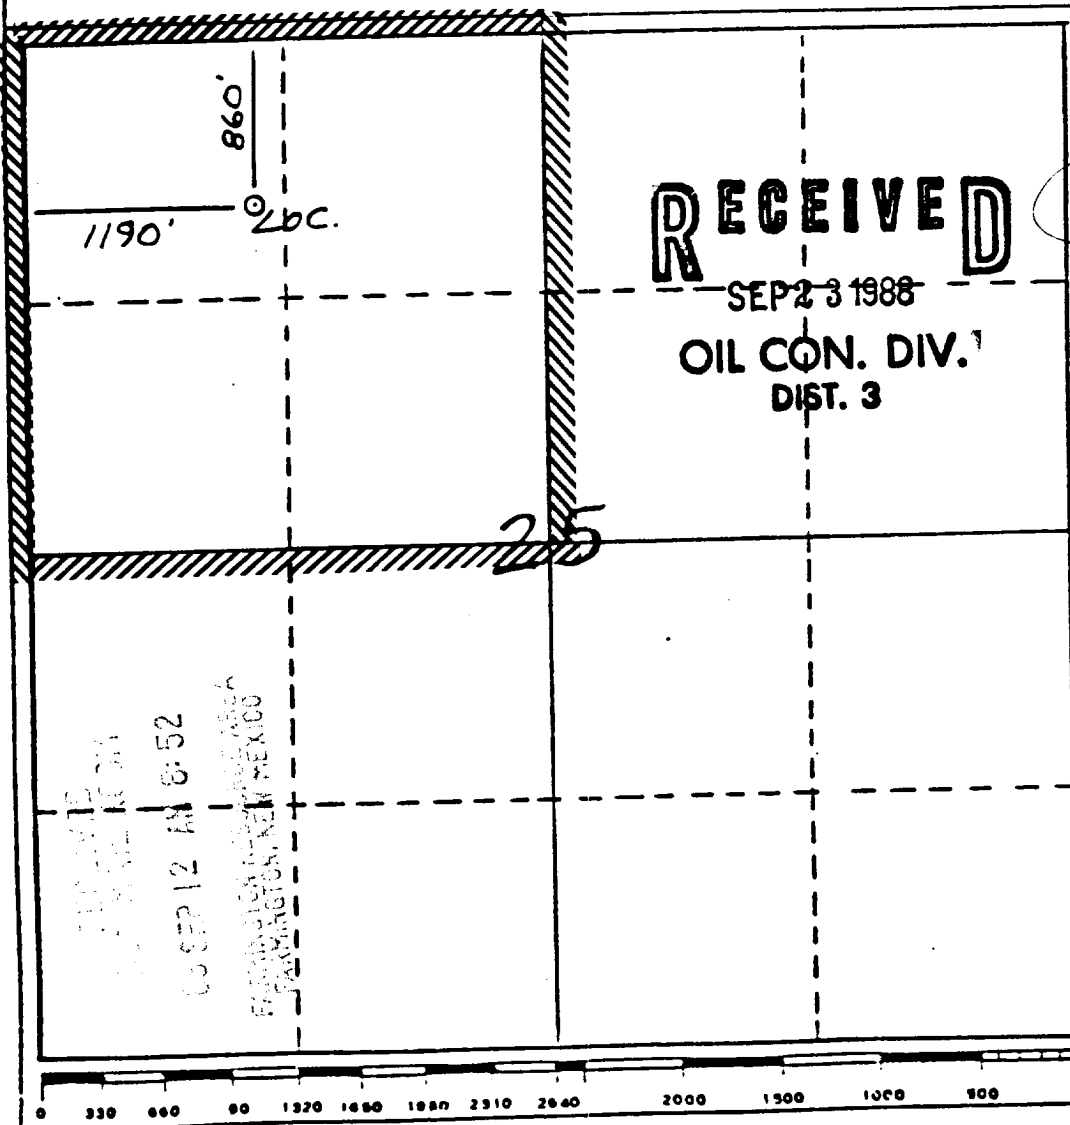 860'
1190'
LOC.
RECEIVED
SEP 23 1988
OIL CON. DIV.
DIST. 3
25
SEP 12 AM 8:52
FARMINGTON, NEW MEXICO
0 330 660 90 1320 1650 1980 2310 2640 2000 1500 1000 500